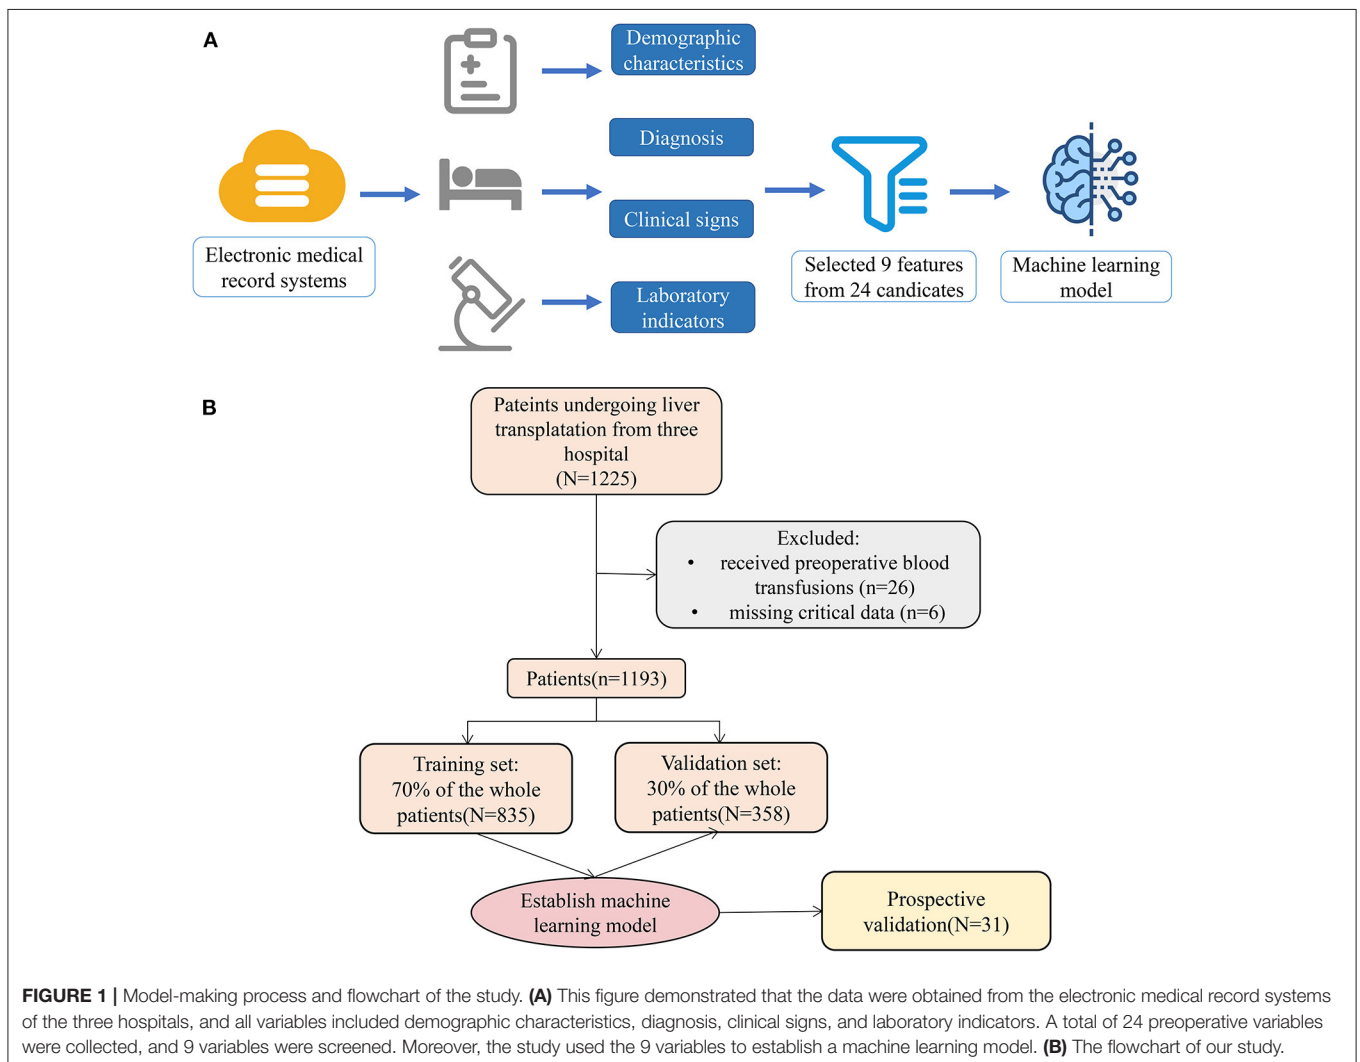 A
Demographic
characteristics
Diagnosis
Clinical signs
Laboratory
indicators
Electronic medical
record systems
Selected 9 features
from 24 candicates
Machine learning
model
B
Pateints undergoing liver
transplatation from three
hospital
(N=1225)
Excluded:
• received preoperative blood
transfusions (n=26)
• missing critical data (n=6)
Patients(n=1193)
Training set:
70% of the whole
patients(N=835)
Validation set:
30% of the whole
patients(N=358)
Establish machine
learning model
Prospective
validation(N=31)
FIGURE 1 | Model-making process and flowchart of the study. (A) This figure demonstrated that the data were obtained from the electronic medical record systems
of the three hospitals, and all variables included demographic characteristics, diagnosis, clinical signs, and laboratory indicators. A total of 24 preoperative variables
were collected, and 9 variables were screened. Moreover, the study used the 9 variables to establish a machine learning model. (B) The flowchart of our study.